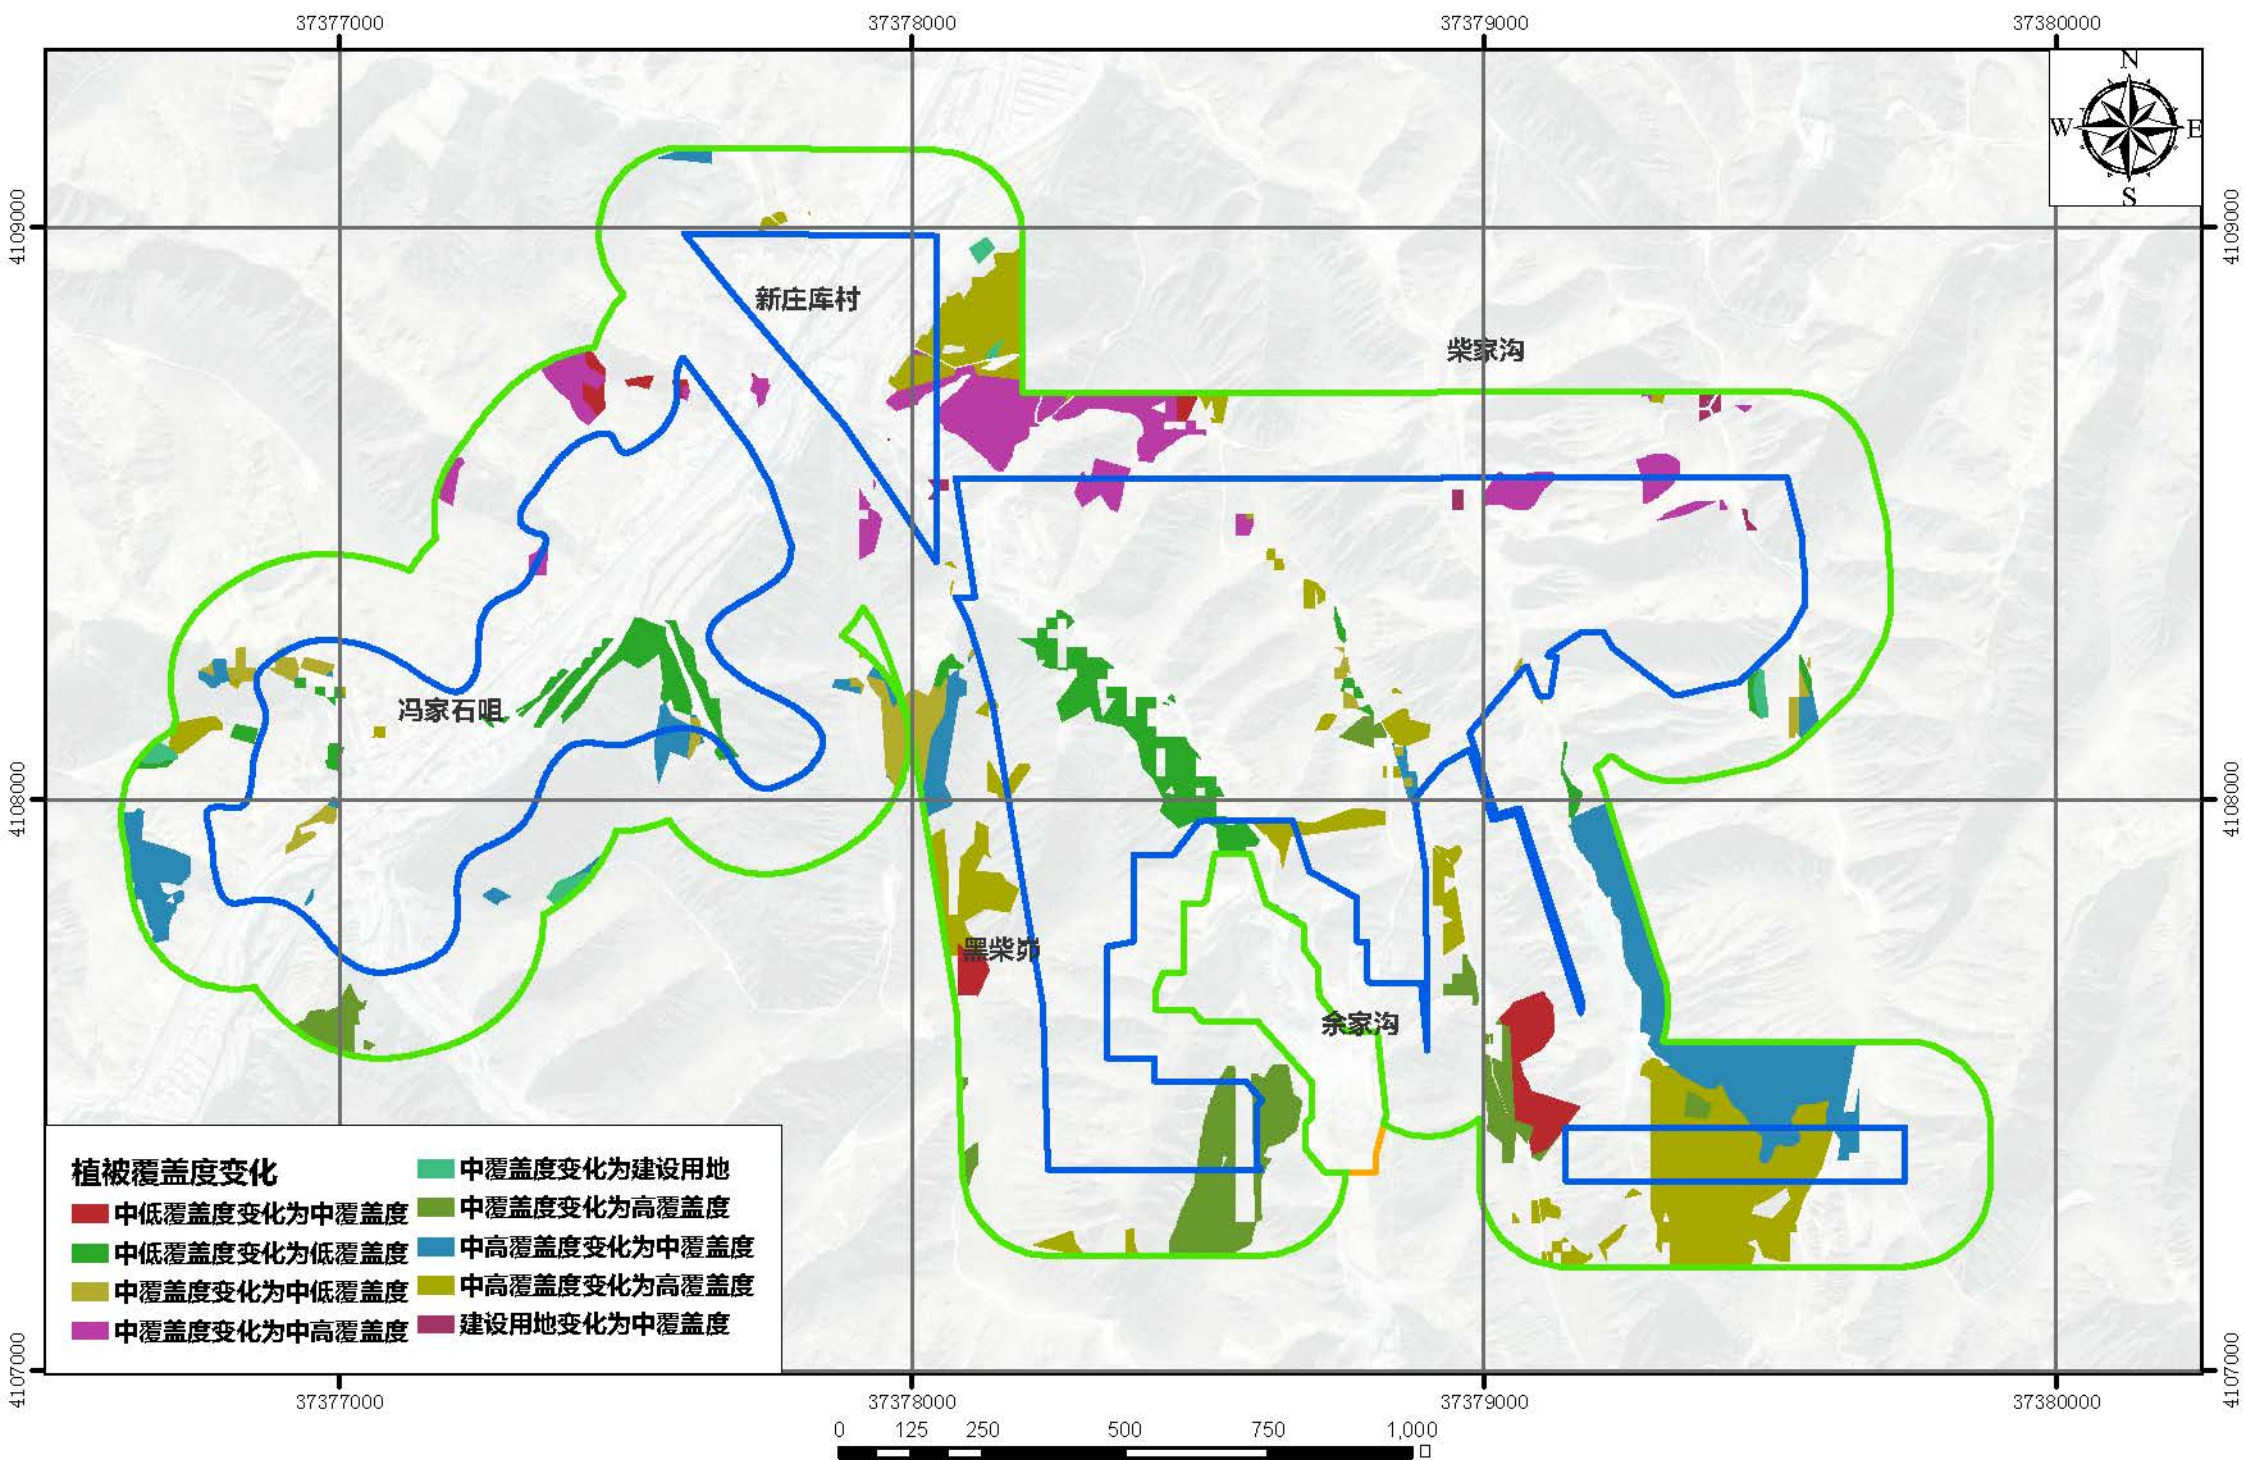 37377000
37378000
37379000
37380000
N
W
E
S
4109000
4109000
新庄库村
柴家沟
冯家石咀
4108000
4108000
黑柴峁
余家沟
植被覆盖度变化
中低覆盖度变化为中覆盖度
中低覆盖度变化为低覆盖度
中覆盖度变化为中低覆盖度
中覆盖度变化为中高覆盖度
中覆盖度变化为建设用地
中覆盖度变化为高覆盖度
中高覆盖度变化为中覆盖度
中高覆盖度变化为高覆盖度
建设用地变化为中覆盖度
4107000
4107000
37377000
37378000
37379000
37380000
0 125 250 500 750 1,000